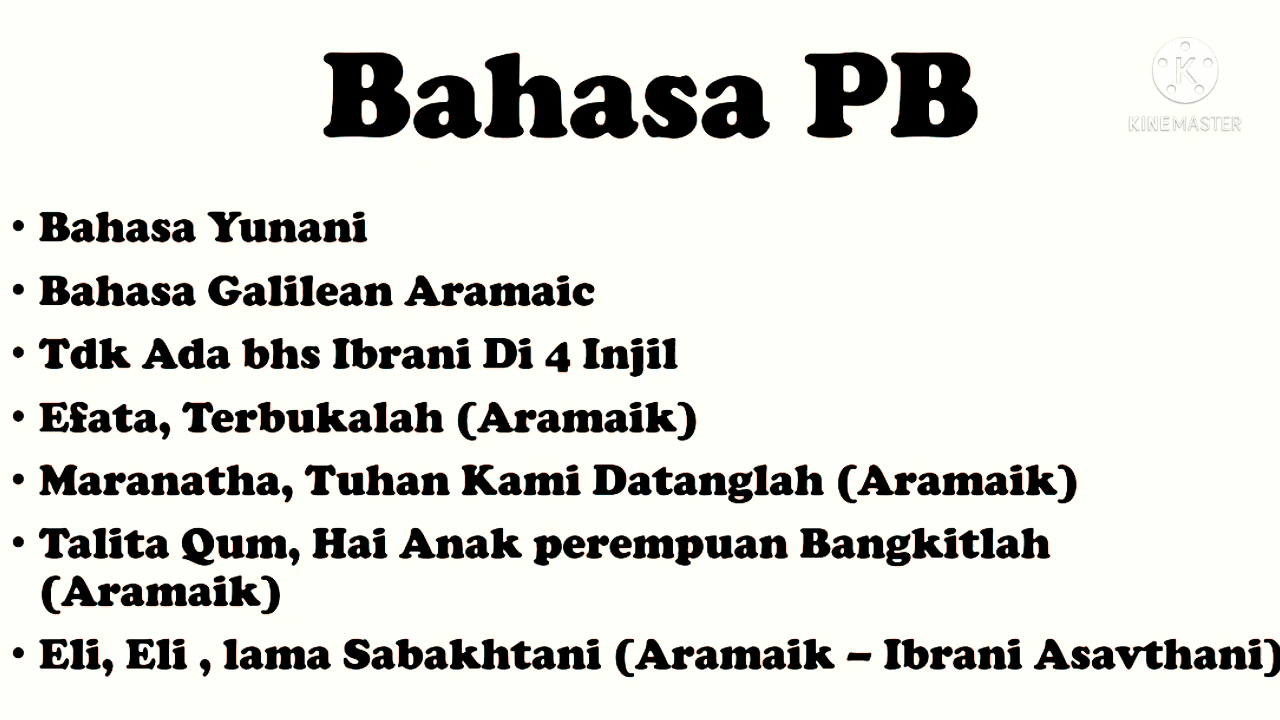 Bahasa PB
K
KINEMASTER
• Bahasa Yunani
• Bahasa Galilean Aramaic
• Tdk Ada bhs Ibrani Di 4 Injil
• Efata, Terbukalah (Aramaik)
• Maranatha, Tuhan Kami Datanglah (Aramaik)
• Talita Qum, Hai Anak perempuan Bangkitlah
(Aramaik)
• Eli, Eli , lama Sabakhtani (Aramaik – Ibrani Asavthani)